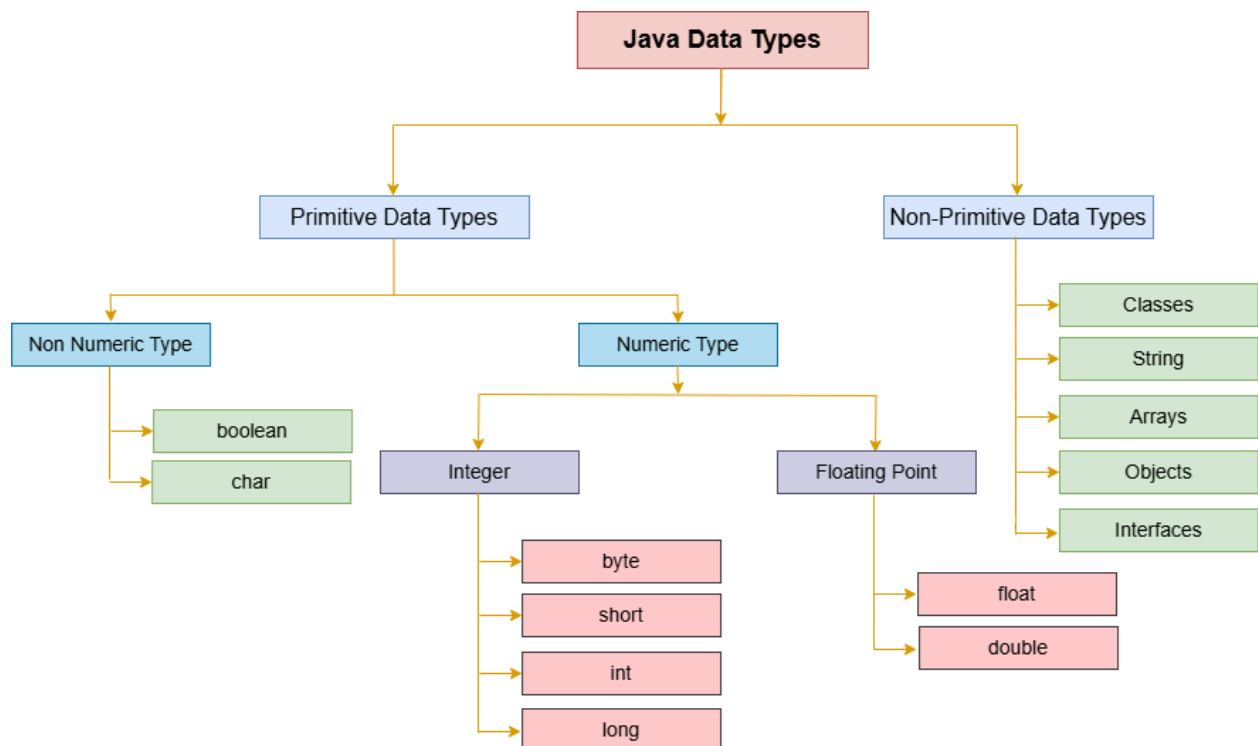 Java Data Types
Primitive Data Types
Non-Primitive Data Types
Non Numeric Type
Numeric Type
boolean
char
Integer
Floating Point
byte
short
int
long
float
double
Classes
String
Arrays
Objects
Interfaces